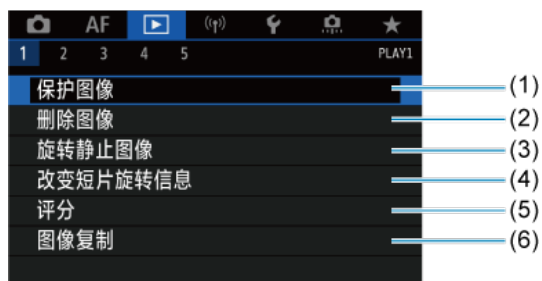 AF
1 2 3 4 5 PLAY1
保护图像 (1)
删除图像 (2)
旋转静止图像 (3)
改变短片旋转信息 (4)
评分 (5)
图像复制 (6)